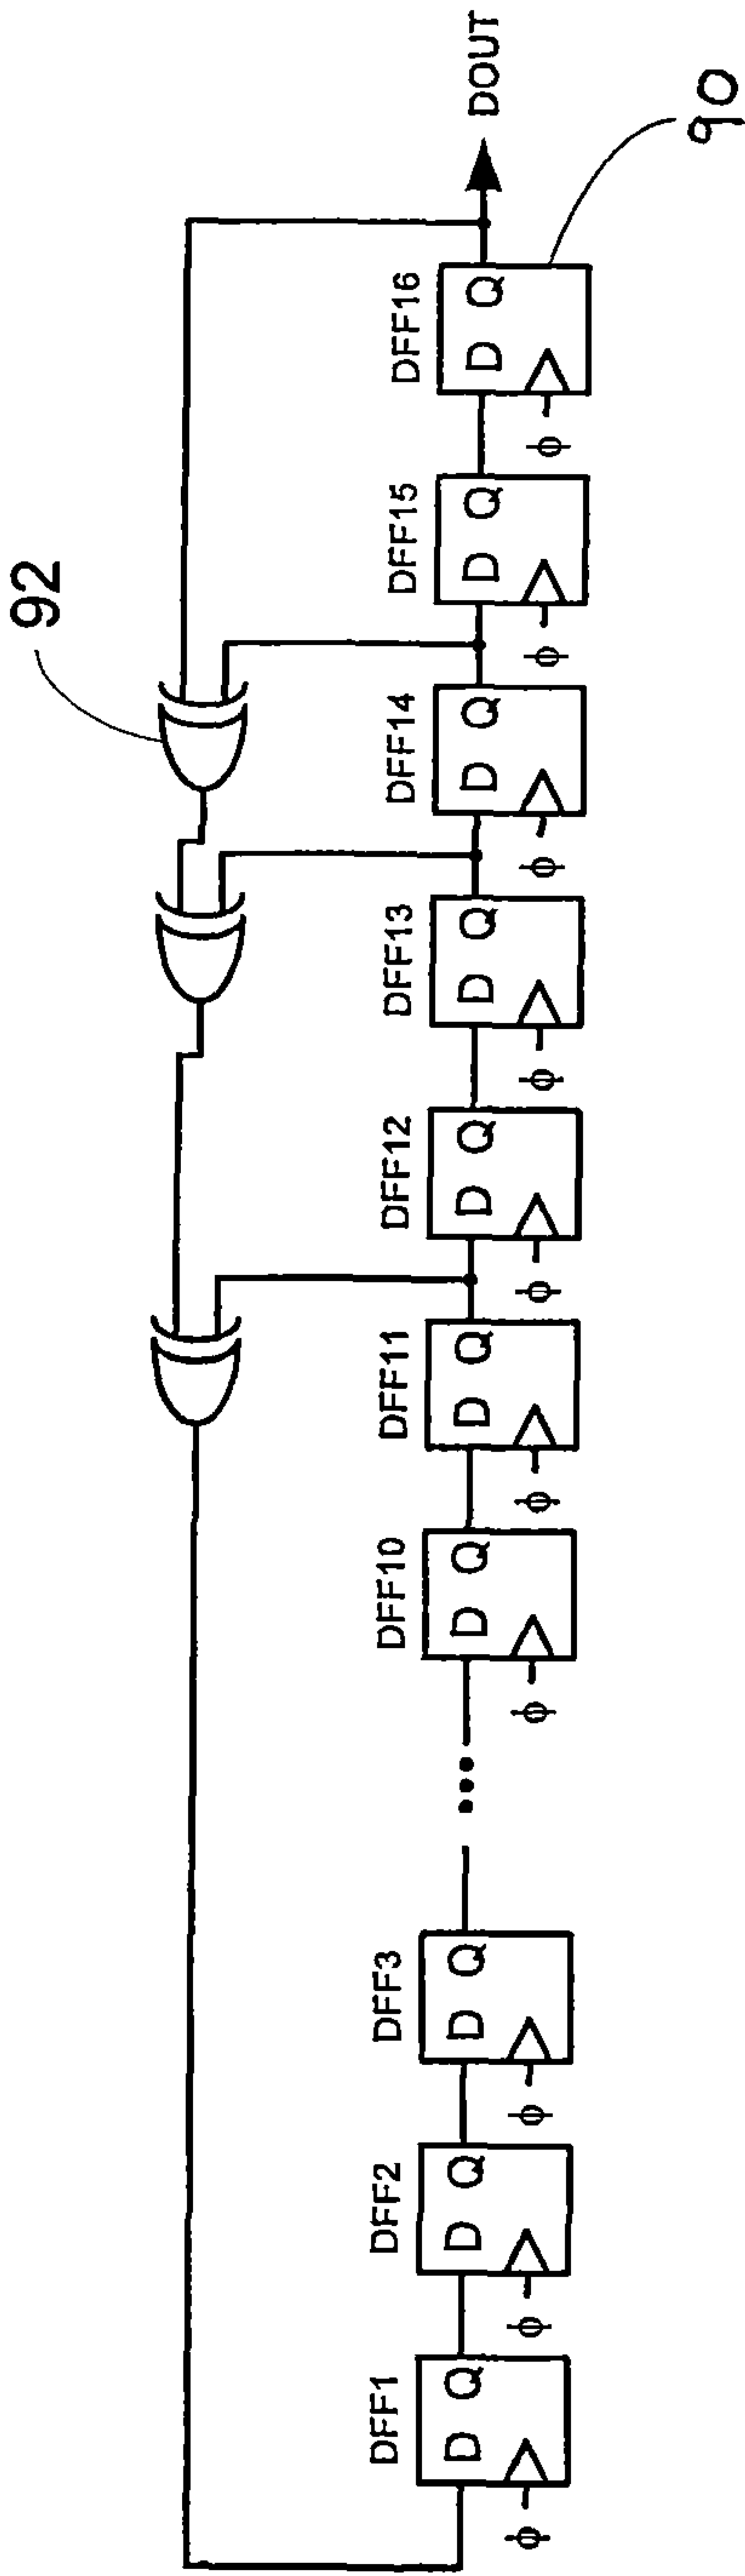 92
DFF1
D Q
ϕ
DFF2
D Q
ϕ
DFF3
D Q
ϕ
DFF10
D Q
ϕ
DFF11
D Q
ϕ
DFF12
D Q
ϕ
DFF13
D Q
ϕ
DFF14
D Q
ϕ
DFF15
D Q
ϕ
DFF16
D Q
ϕ
DOUT
90